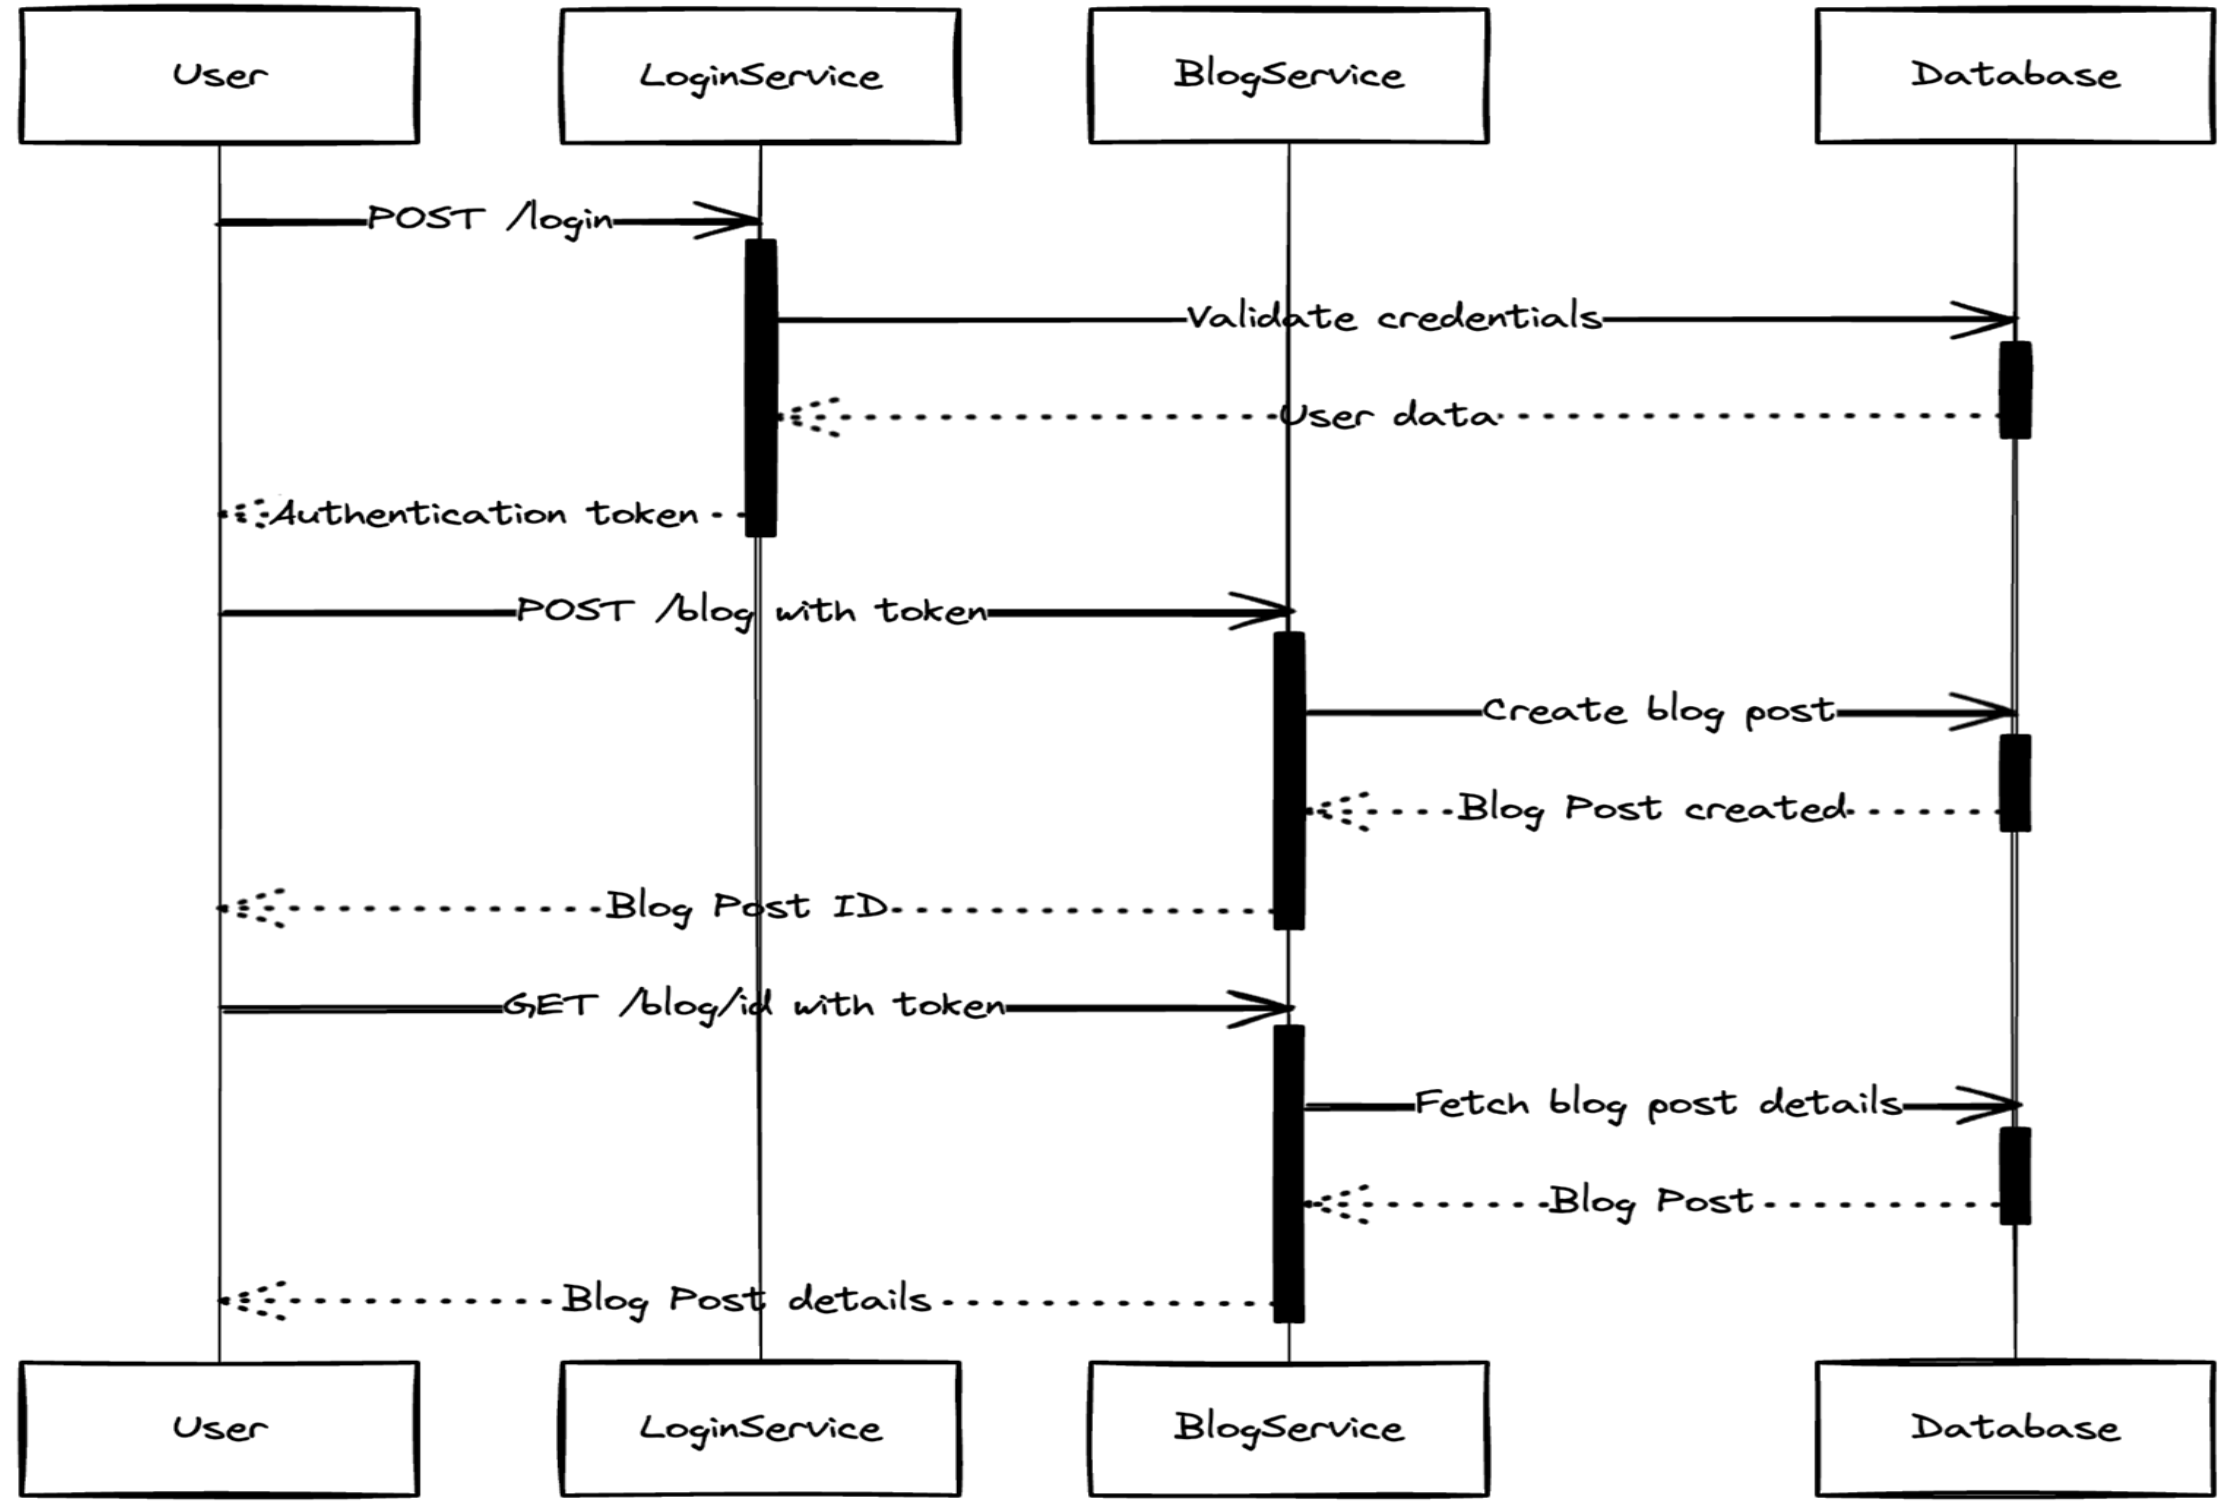 User
LoginService
BlogService
Database
POST /login
Validate credentials
User data
Authentication token
POST /blog with token
Create blog post
Blog Post created
Blog Post ID
GET /blog/id with token
Fetch blog post details
Blog Post
Blog Post details
User
LoginService
BlogService
Database